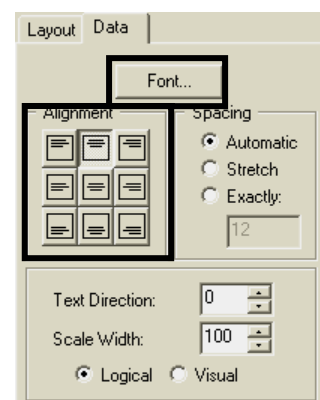 Layout Data
Font...
Alignment Spacing
Automatic
Stretch
Exactly:
12
Text Direction: 0
Scale Width: 100
Logical Visual